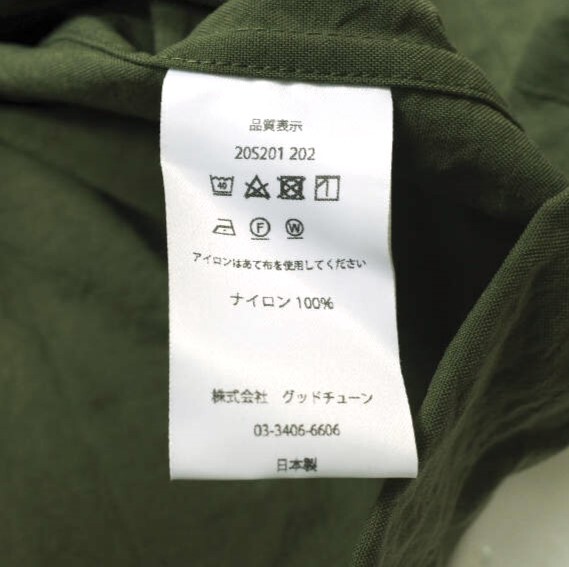 品質表示
20S201 202
40
F W
アイロンはあて布を使用してください
ナイロン 100%
株式会社 グッドチューン
03-3406-6606
日本製